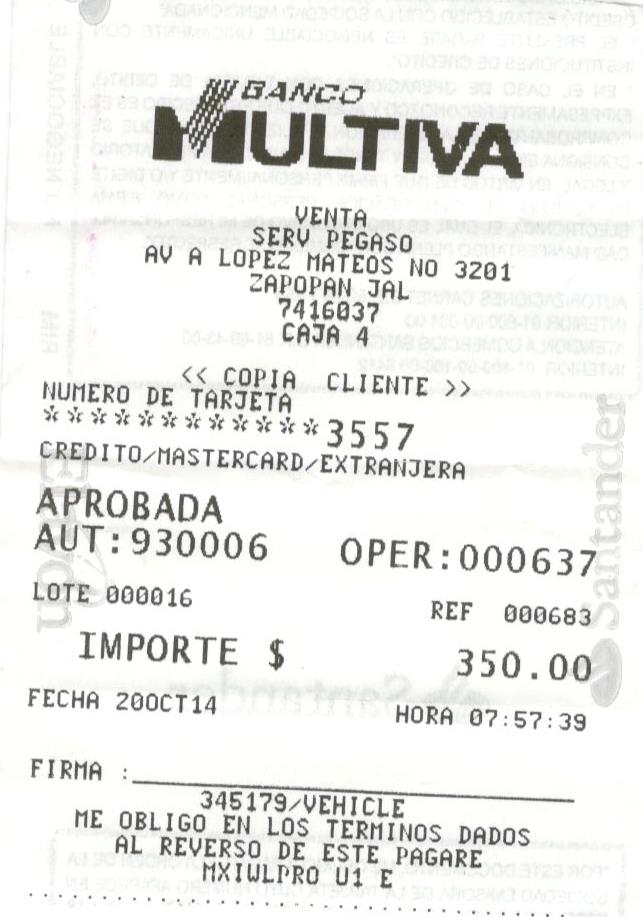 BANCO
MULTIVA
VENTA
SERV PEGASO
AV A LOPEZ MATEOS NO 3201
ZAPOPAN JAL
7416037
CAJA 4
<< COPIA CLIENTE >>
NUMERO DE TARJETA
************3557
CREDITO/MASTERCARD/EXTRANJERA
APROBADA
AUT:930006 OPER:000637
LOTE 000016 REF 000683
IMPORTE $ 350.00
FECHA 20OCT14 HORA 07:57:39
FIRMA :
345179/VEHICLE
ME OBLIGO EN LOS TERMINOS DADOS
AL REVERSO DE ESTE PAGARE
MXIWLPRO U1 E
Santander